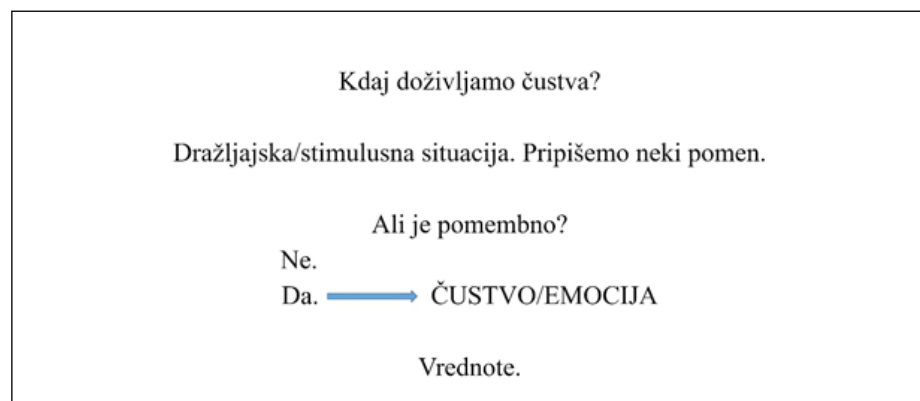 Kdaj doživljamo čustva?
Dražljajska/stimulusna situacija. Pripišemo neki pomen.
Ali je pomembno?
Ne.
Da. ČUSTVO/EMOCIJA
Vrednote.